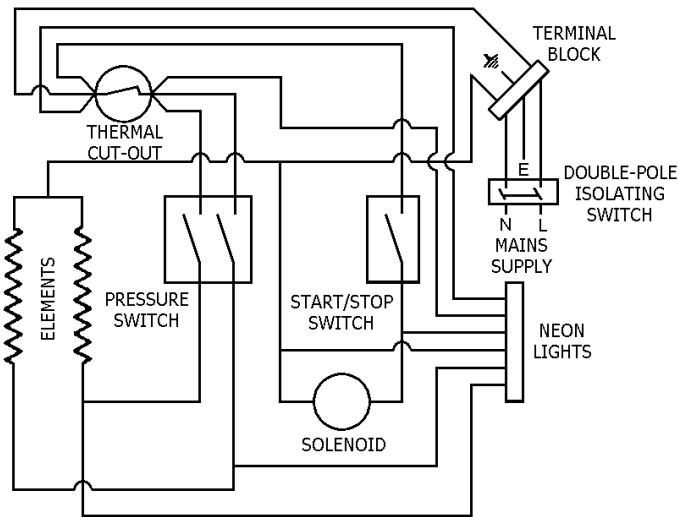 TERMINAL
BLOCK
THERMAL
CUT-OUT
E
DOUBLE-POLE
ISOLATING
SWITCH
N L
MAINS
SUPPLY
ELEMENTS
PRESSURE
SWITCH
START/STOP
SWITCH
NEON
LIGHTS
SOLENOID